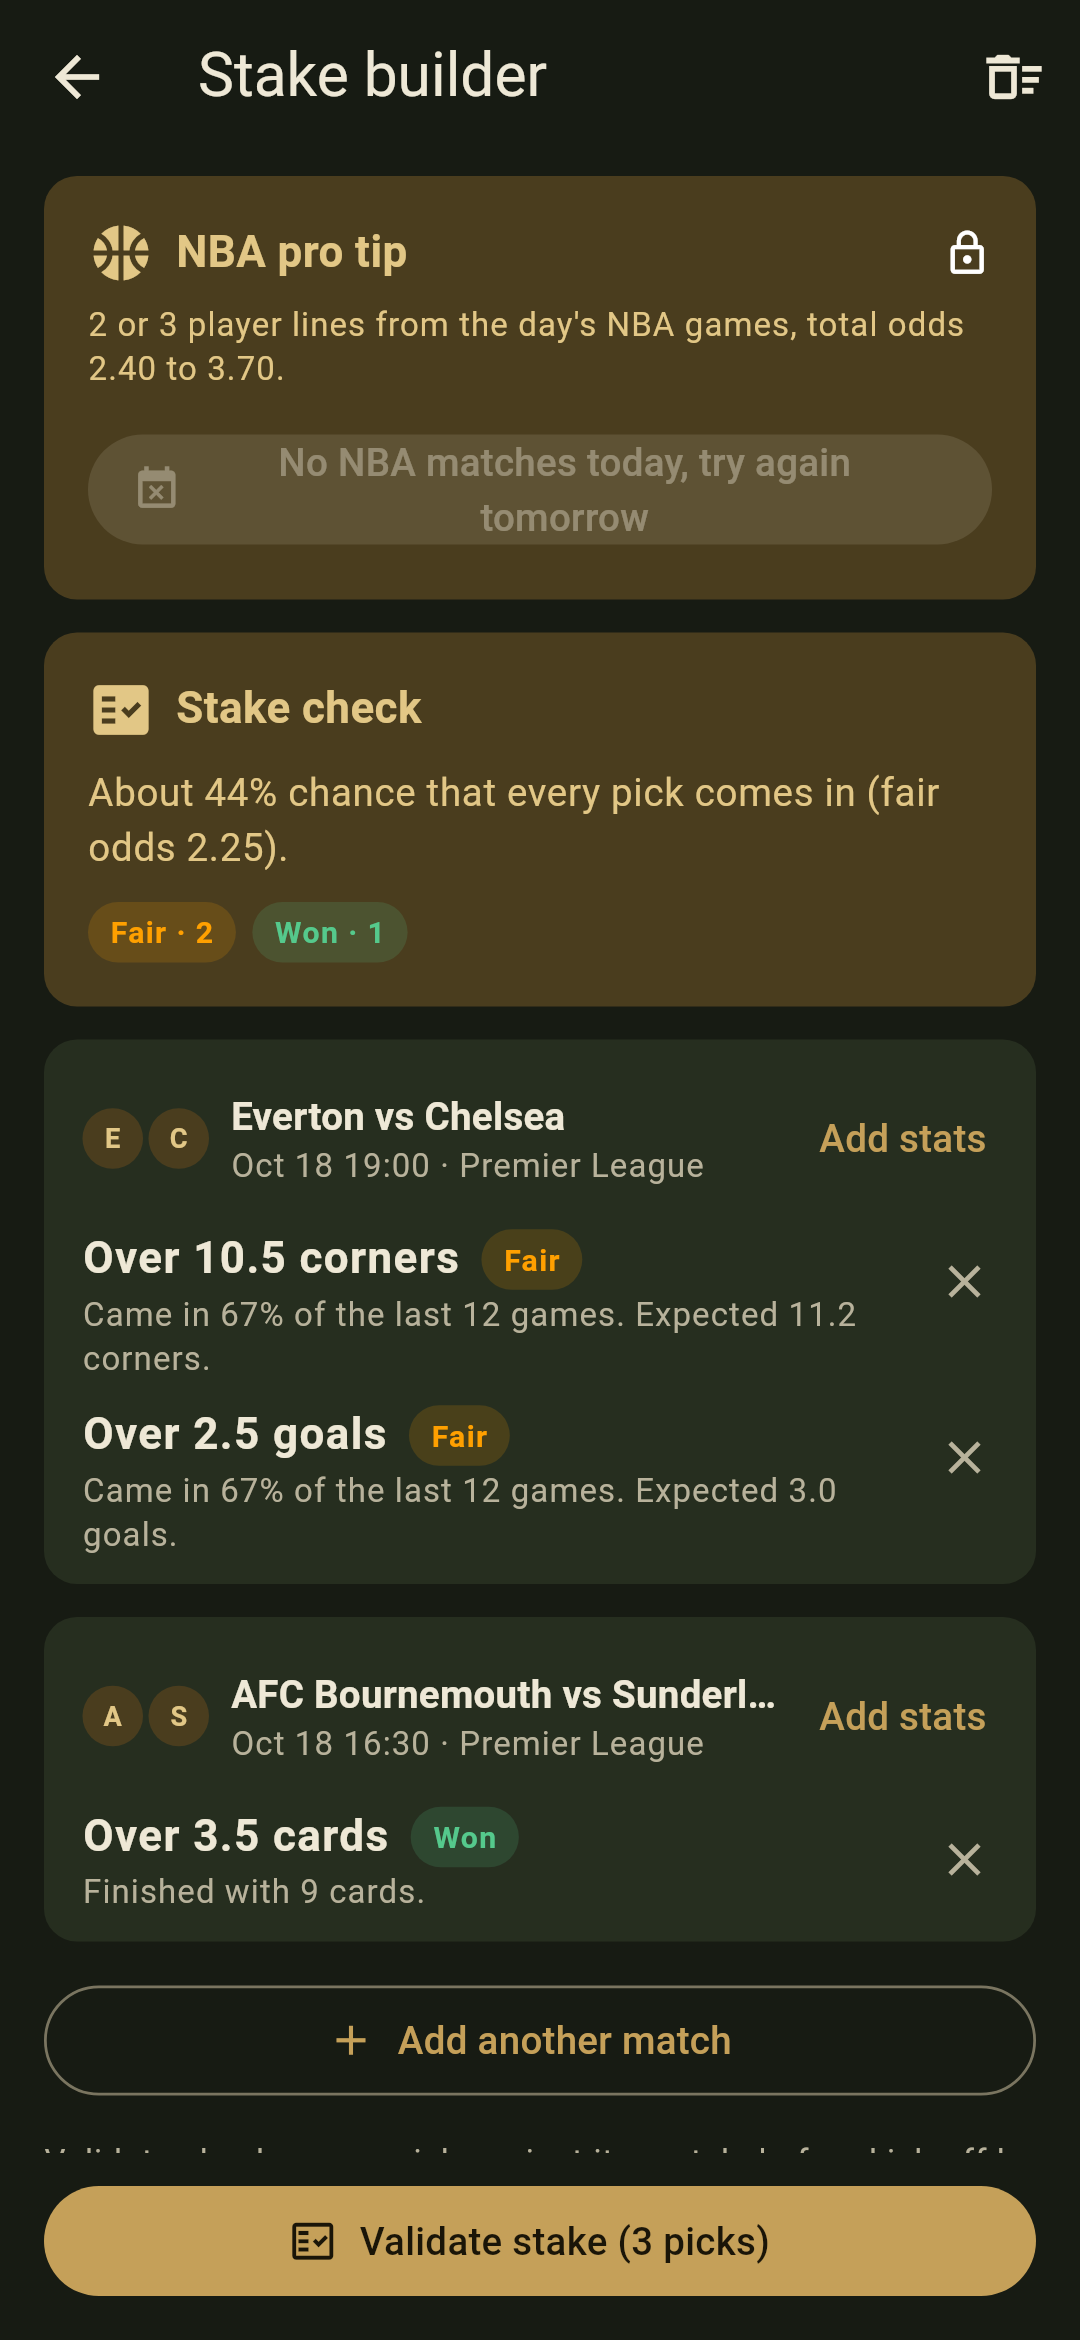 Stake builder
NBA pro tip
2 or 3 player lines from the day's NBA games, total odds
2.40 to 3.70.
No NBA matches today, try again
tomorrow
Stake check
About 44% chance that every pick comes in (fair
odds 2.25).
Fair · 2
Won · 1
E
C
Everton vs Chelsea
Oct 18 19:00 · Premier League
Add stats
Over 10.5 corners
Fair
Came in 67% of the last 12 games. Expected 11.2
corners.
Over 2.5 goals
Fair
Came in 67% of the last 12 games. Expected 3.0
goals.
A
S
AFC Bournemouth vs Sunderl…
Oct 18 16:30 · Premier League
Add stats
Over 3.5 cards
Won
Finished with 9 cards.
Add another match
Validate stake (3 picks)